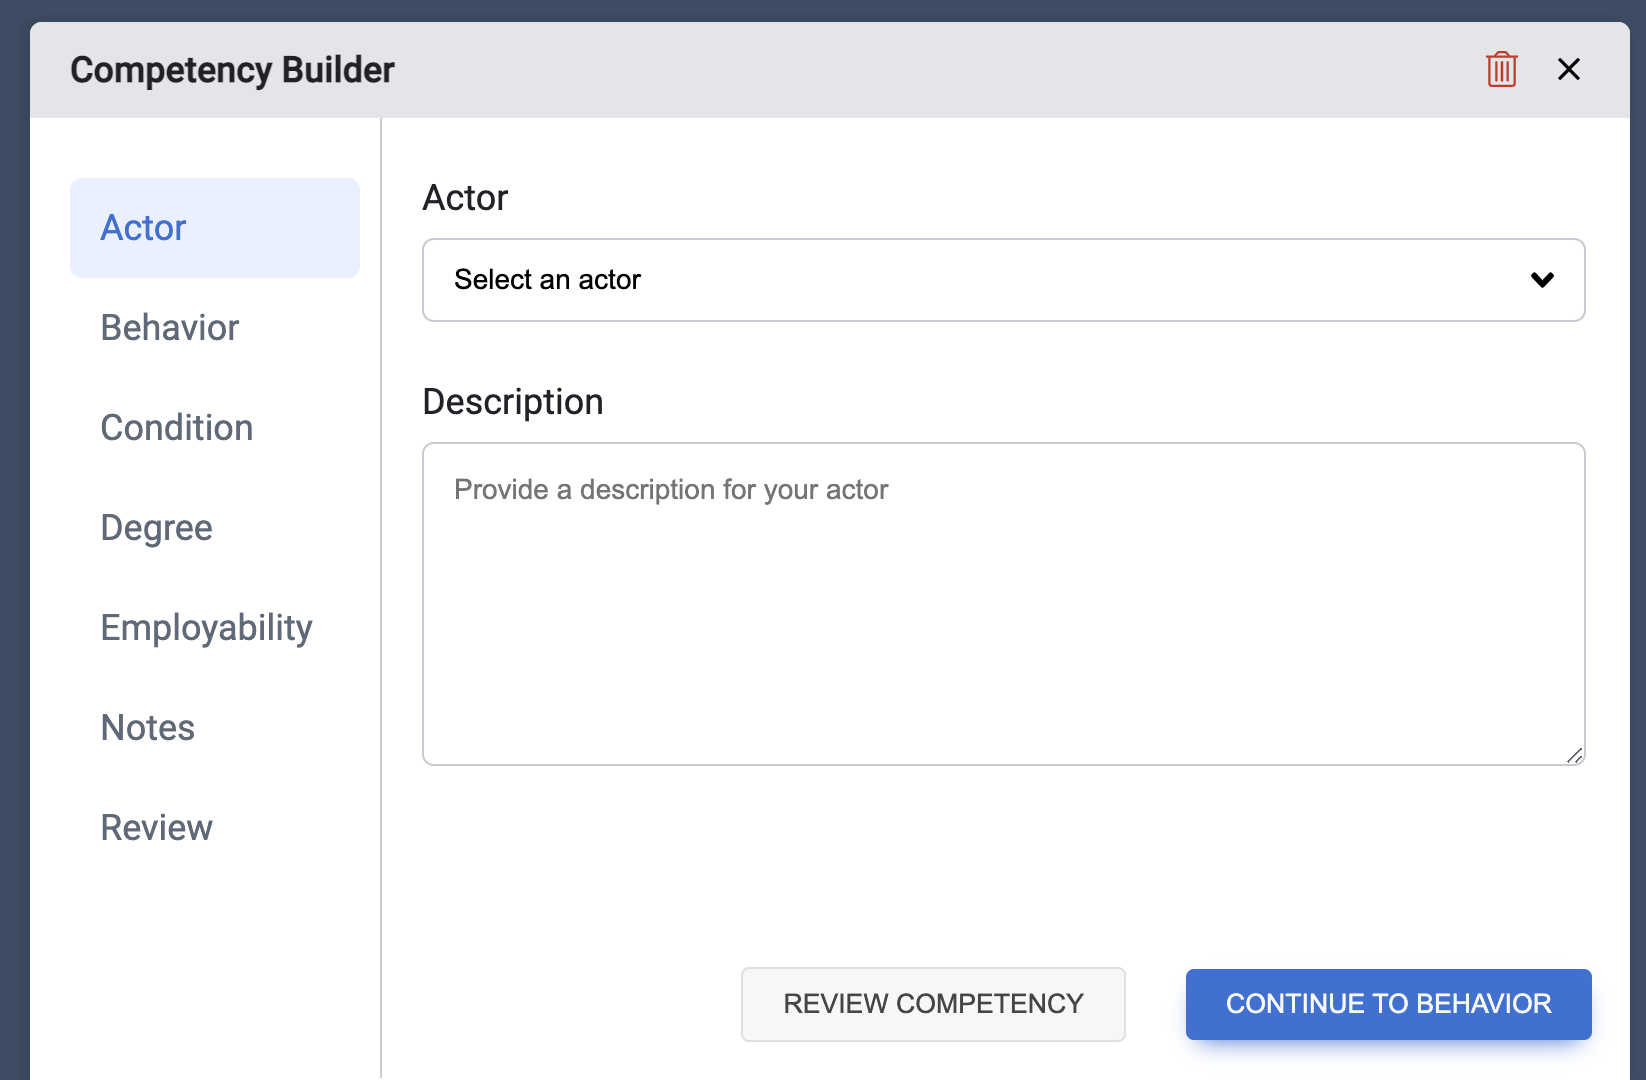 Competency Builder
Actor
Behavior
Condition
Degree
Employability
Notes
Review
Actor
Select an actor
Description
Provide a description for your actor
REVIEW COMPETENCY
CONTINUE TO BEHAVIOR